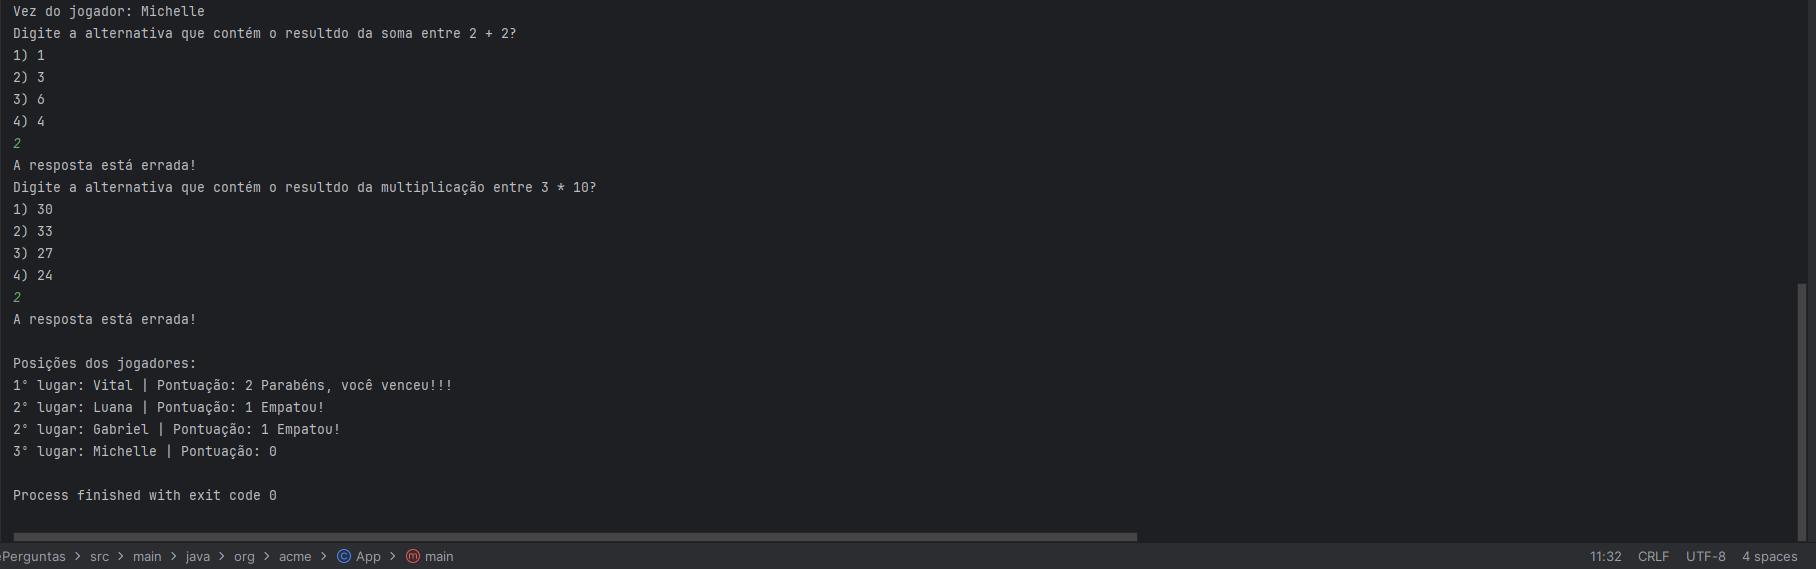 Vez do jogador: Michelle
Digite a alternativa que contém o resultdo da soma entre 2 + 2?
1) 1
2) 3
3) 6
4) 4
2
A resposta está errada!
Digite a alternativa que contém o resultdo da multiplicação entre 3 * 10?
1) 30
2) 33
3) 27
4) 24
2
A resposta está errada!
Posições dos jogadores:
1° lugar: Vital | Pontuação: 2 Parabéns, você venceu!!!
2° lugar: Luana | Pontuação: 1 Empatou!
2° lugar: Gabriel | Pontuação: 1 Empatou!
3° lugar: Michelle | Pontuação: 0
Process finished with exit code 0
ePerguntas > src > main > java > org > acme > App > main 11:32 CRLF UTF-8 4 spaces